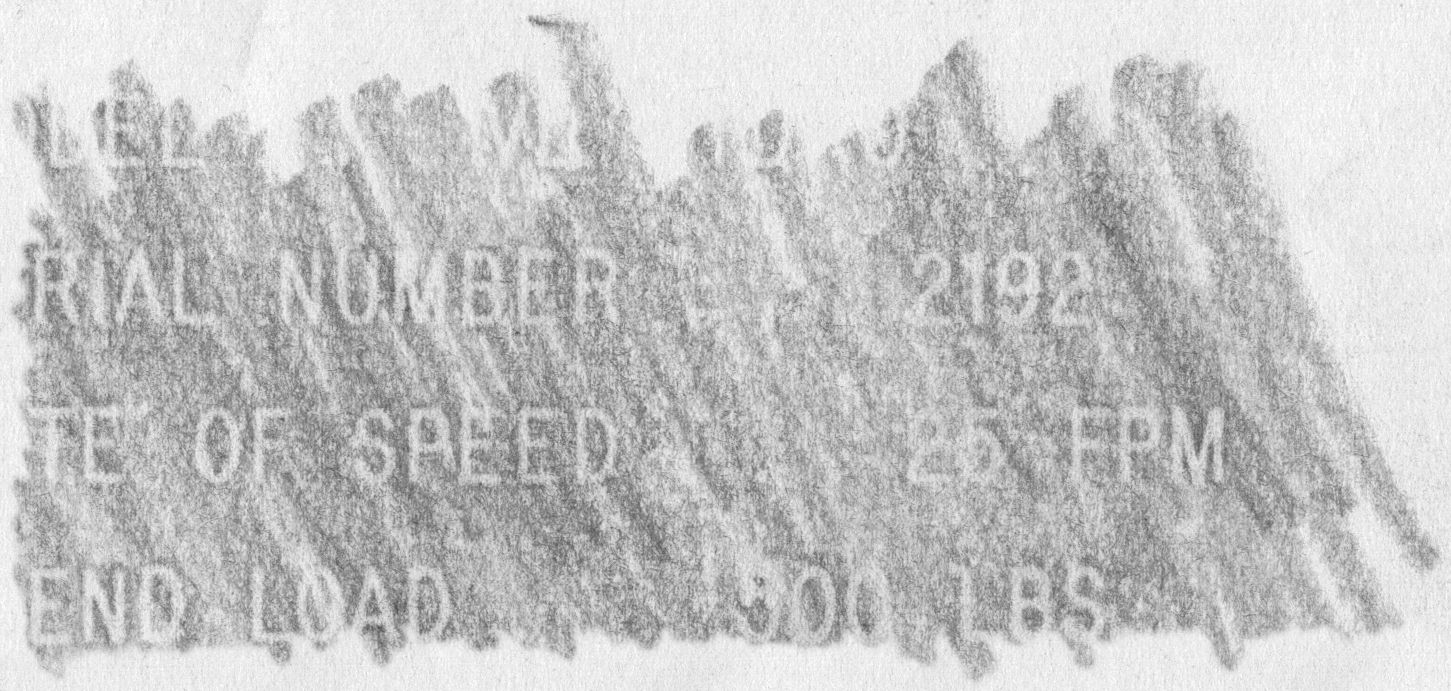 RIAL NUMBER 2192
TE OF SPEED 25 FPM
END LOAD 300 LBS